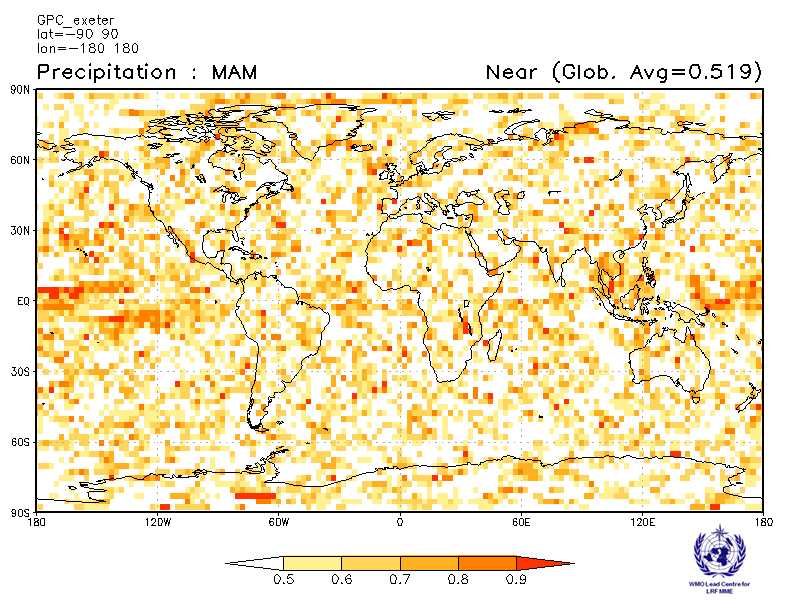 GPC_exeter
lat=-90 90
lon=-180 180
Precipitation : MAM Near (Glob. Avg=0.519)
90N
60N
30N
EQ
30S
60S
90S
180 120W 60W 0 60E 120E 180
0.5 0.6 0.7 0.8 0.9
WMO Lead Centre for
LRF MME